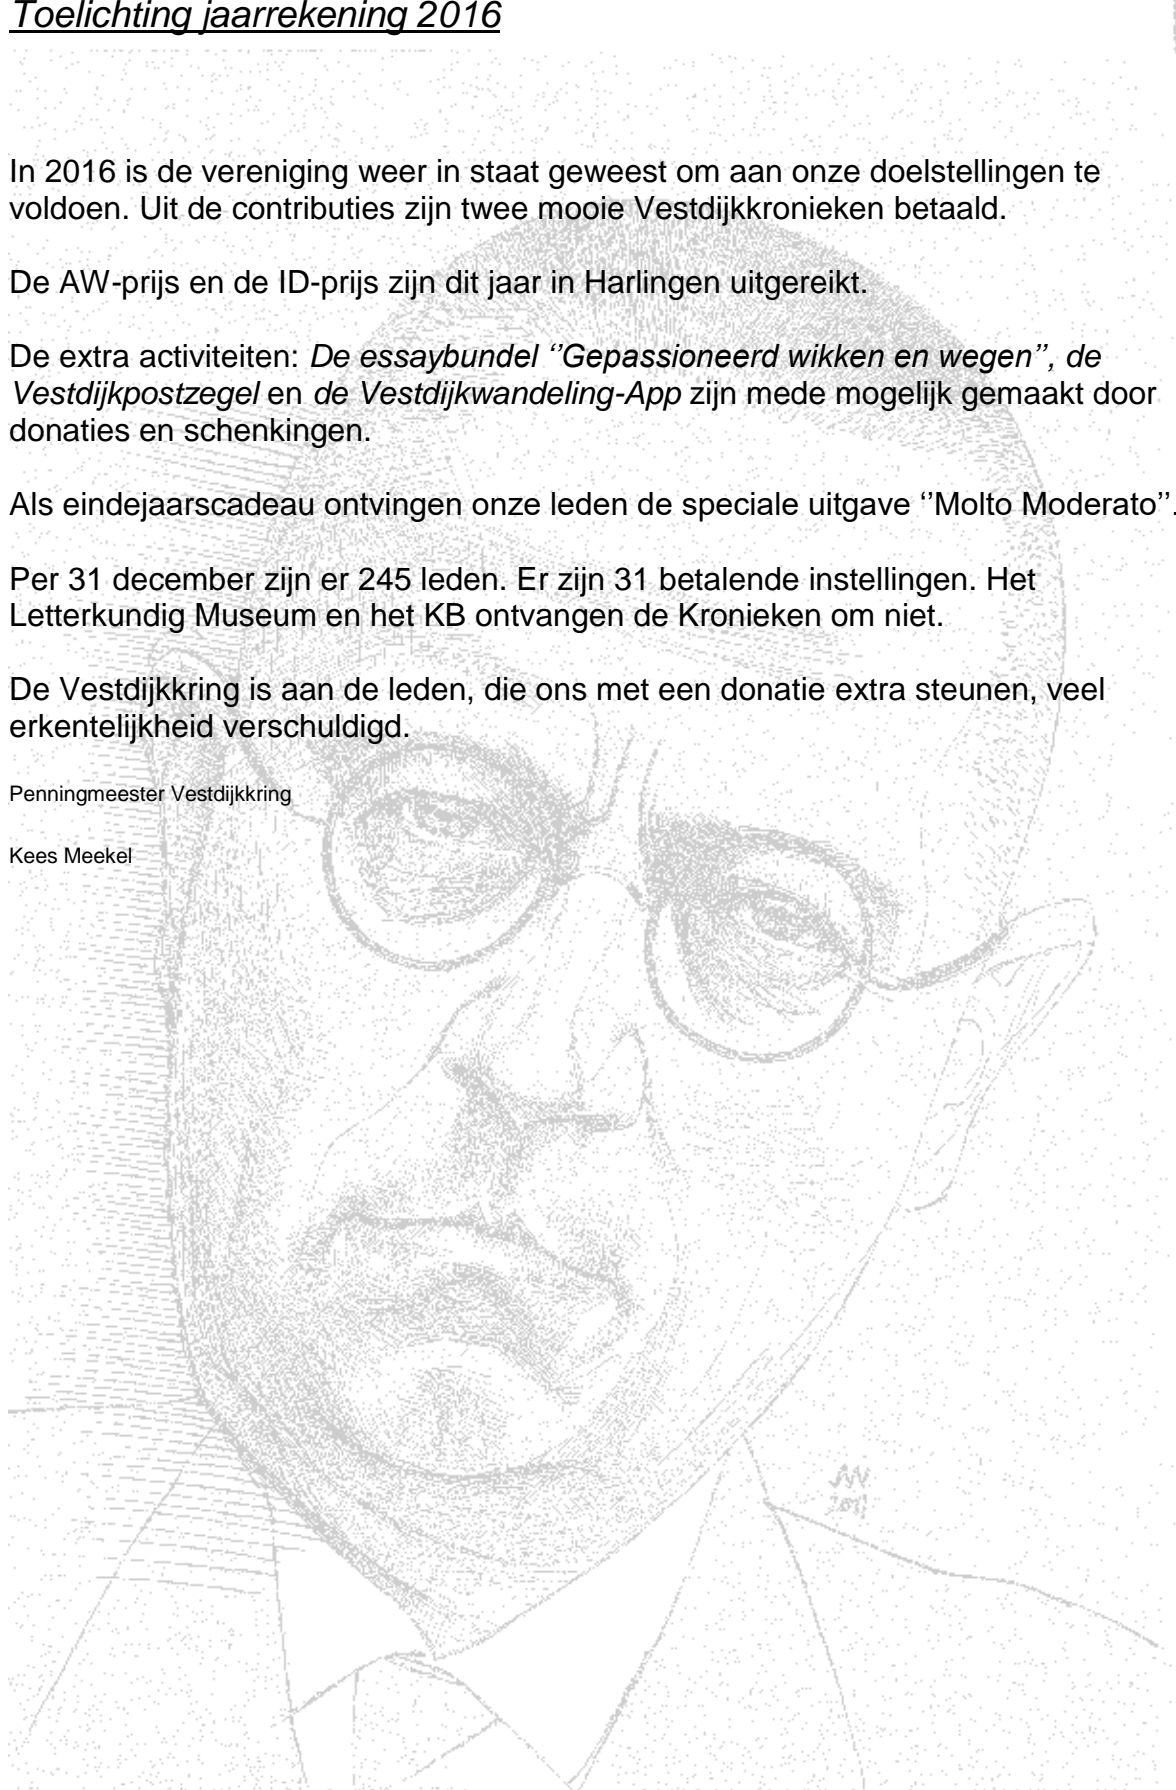 Toelichting jaarrekening 2016
In 2016 is de vereniging weer in staat geweest om aan onze doelstellingen te
voldoen. Uit de contributies zijn twee mooie Vestdijkkronieken betaald.
De AW-prijs en de ID-prijs zijn dit jaar in Harlingen uitgereikt.
De extra activiteiten: De essaybundel ‘’Gepassioneerd wikken en wegen’’, de
Vestdijkpostzegel en de Vestdijkwandeling-App zijn mede mogelijk gemaakt door
donaties en schenkingen.
Als eindejaarscadeau ontvingen onze leden de speciale uitgave ‘’Molto Moderato’’.
Per 31 december zijn er 245 leden. Er zijn 31 betalende instellingen. Het
Letterkundig Museum en het KB ontvangen de Kronieken om niet.
De Vestdijkkring is aan de leden, die ons met een donatie extra steunen, veel
erkentelijkheid verschuldigd.
Penningmeester Vestdijkkring
Kees Meekel